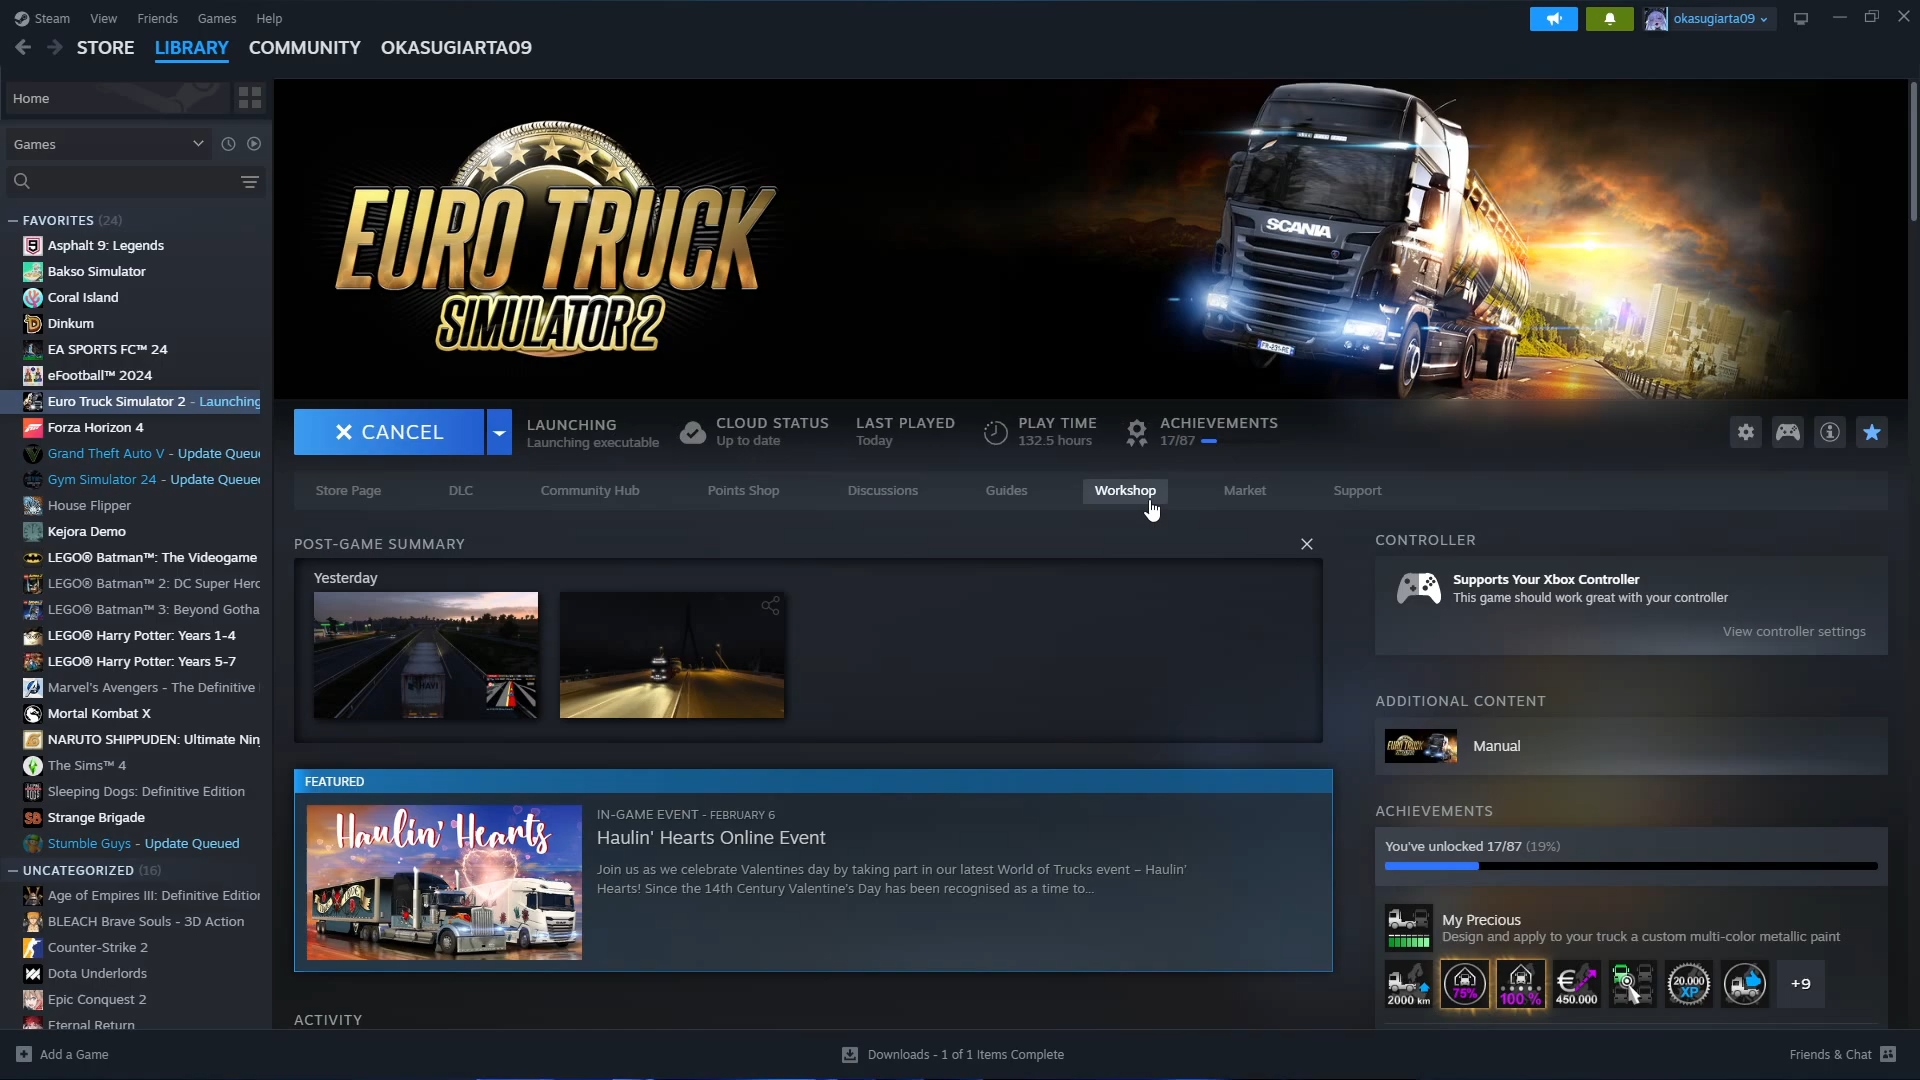 Steam View Friends Games Help
okasugiarta09
STORE LIBRARY COMMUNITY OKASUGIARTA09
Home
Games
FAVORITES (24)
Asphalt 9: Legends
Bakso Simulator
Coral Island
Dinkum
EA SPORTS FC™ 24
eFootball™ 2024
Euro Truck Simulator 2 - Launching
Forza Horizon 4
Grand Theft Auto V - Update Queue
Gym Simulator 24 - Update Queued
House Flipper
Kejora Demo
LEGO® Batman™: The Videogame
LEGO® Batman™ 2: DC Super Hero
LEGO® Batman™ 3: Beyond Gotha
LEGO® Harry Potter: Years 1-4
LEGO® Harry Potter: Years 5-7
Marvel's Avengers - The Definitive
Mortal Kombat X
NARUTO SHIPPUDEN: Ultimate Nin
The Sims™ 4
Sleeping Dogs: Definitive Edition
Strange Brigade
Stumble Guys - Update Queued
UNCATEGORIZED (16)
Age of Empires III: Definitive Edition
BLEACH Brave Souls - 3D Action
Counter-Strike 2
Dota Underlords
Epic Conquest 2
Eternal Return
EURO TRUCK
SIMULATOR 2
SCANIA
CANCEL
LAUNCHING
Launching executable
CLOUD STATUS
Up to date
LAST PLAYED
Today
PLAY TIME
132.5 hours
ACHIEVEMENTS
17/87
Store Page DLC Community Hub Points Shop Discussions Guides Workshop Market Support
POST-GAME SUMMARY
Yesterday
FEATURED
Haulin' Hearts
IN-GAME EVENT - FEBRUARY 6
Haulin' Hearts Online Event
Join us as we celebrate Valentines day by taking part in our latest World of Trucks event – Haulin'
Hearts! Since the 14th Century Valentine's Day has been recognised as a time to...
ACTIVITY
CONTROLLER
Supports Your Xbox Controller
This game should work great with your controller
View controller settings
ADDITIONAL CONTENT
EURO TRUCK
Manual
ACHIEVEMENTS
You've unlocked 17/87 (19%)
My Precious
Design and apply to your truck a custom multi-color metallic paint
2000 km
75%
100 %
€
450.000
20.000
XP
+9
Add a Game
Downloads - 1 of 1 Items Complete
Friends & Chat